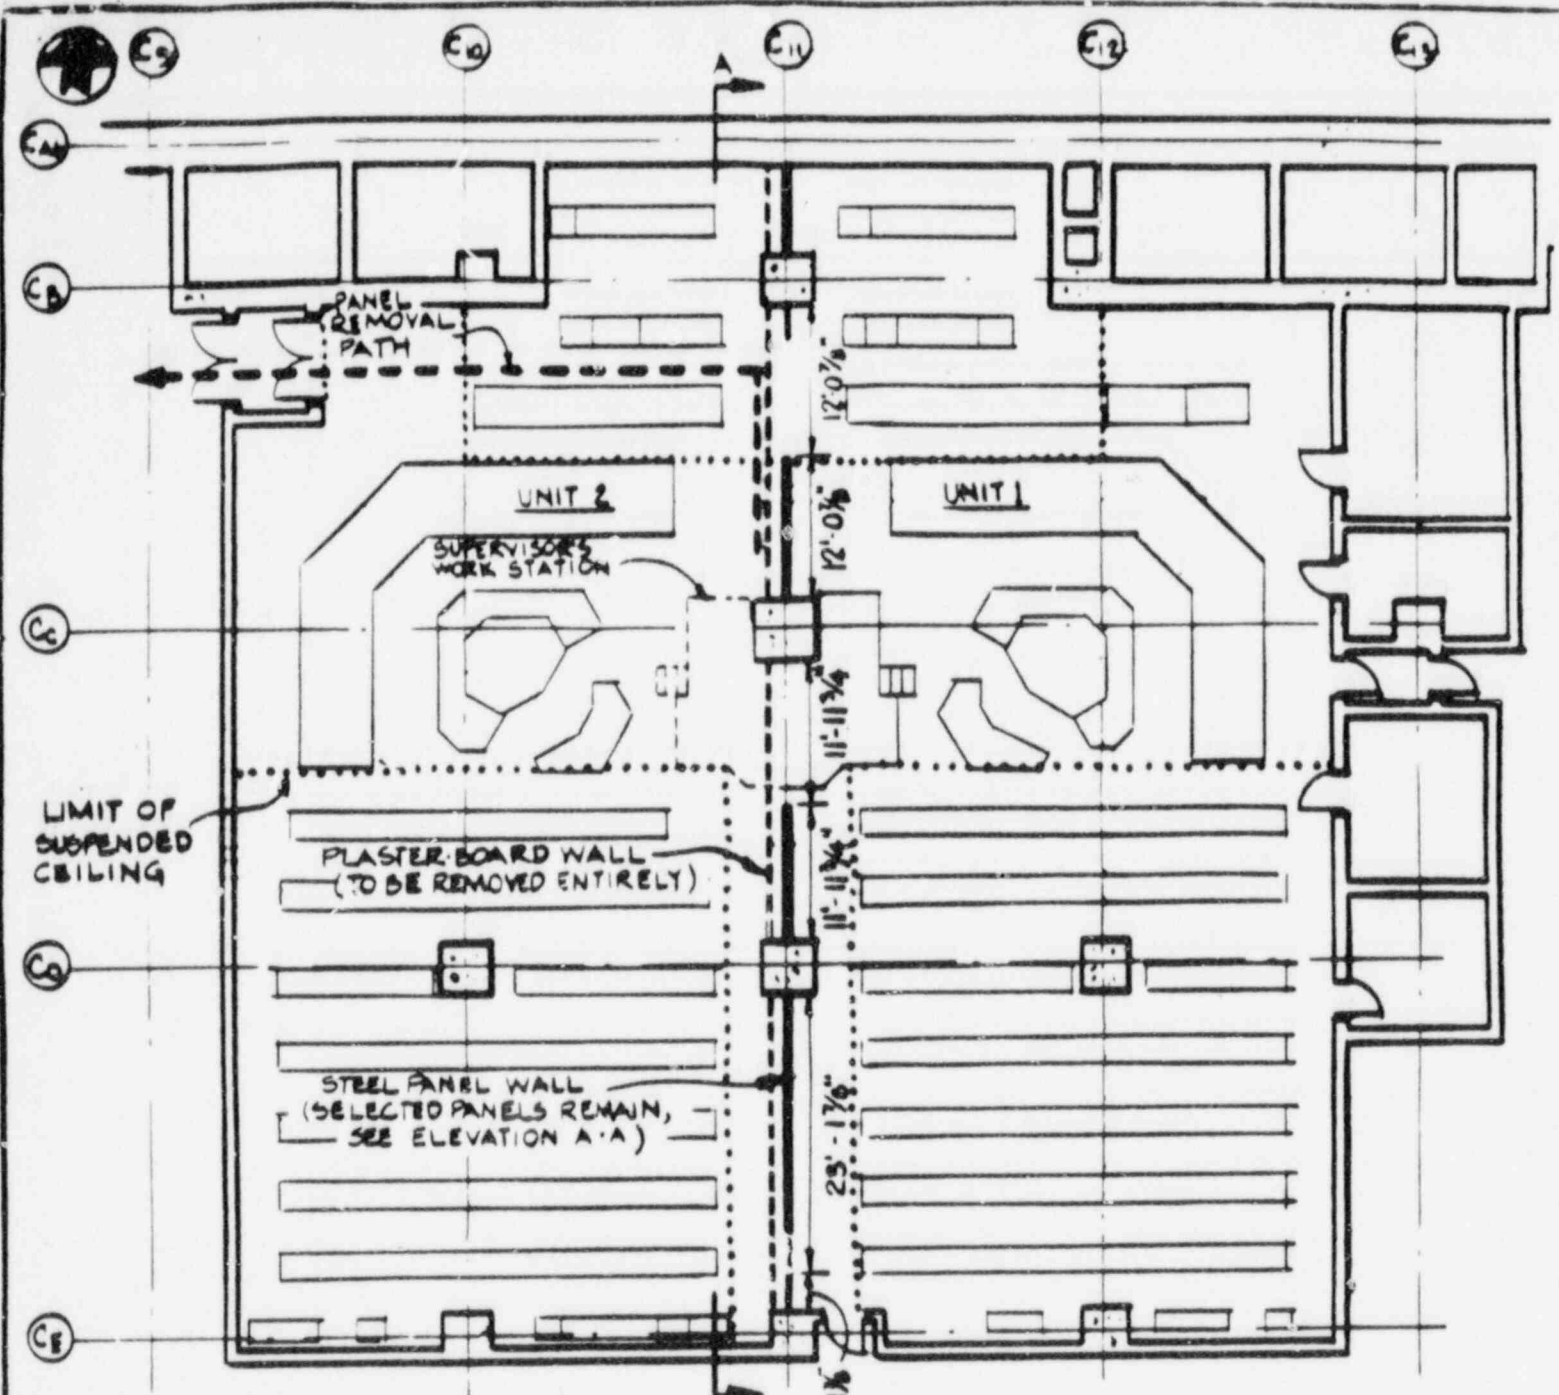 C9
C10
C11
C12
C13
A
CB
PANEL
REMOVAL
PATH
12'-0⅞"
UNIT 2
UNIT 1
12'-0⅞"
SUPERVISOR'S
WORK STATION
CC
11'-11¾"
LIMIT OF
SUSPENDED
CEILING
PLASTER BOARD WALL
(TO BE REMOVED ENTIRELY)
11'-11¾"
CD
STEEL PANEL WALL
(SELECTED PANELS REMAIN,
SEE ELEVATION A-A)
23'-1⅞"
CE